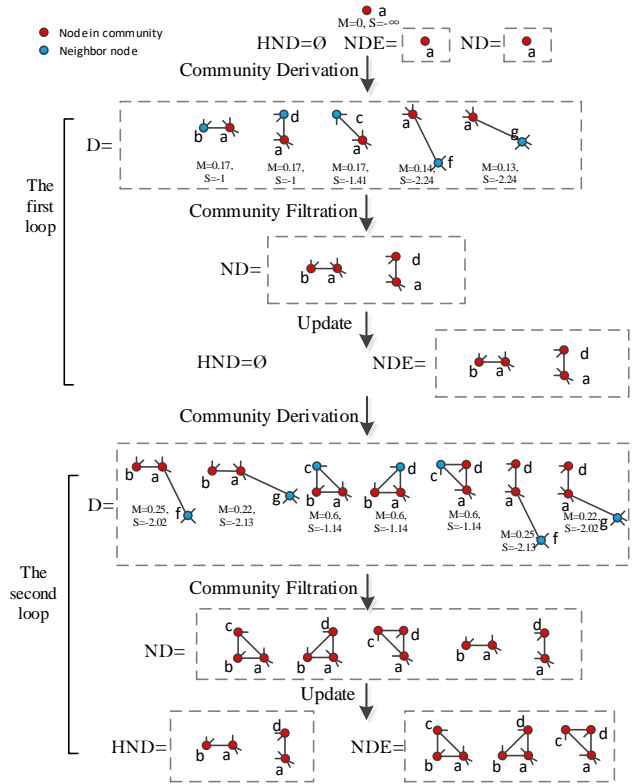 a
M=0, S=-∞
Node in community
Neighbor node
HND=Ø NDE= a ND= a
Community Derivation
The first loop
D=
b a
M=0.17,
S=-1
d
a
M=0.17,
S=-1
c
a
M=0.17,
S=-1.41
a
f
M=0.14,
S=-2.24
a
g
M=0.13,
S=-2.24
Community Filtration
ND=
b a
d
a
Update
HND=Ø NDE=
b a
d
a
Community Derivation
The second loop
D=
b a
f
M=0.25,
S=-2.02
b a
g
M=0.22,
S=-2.13
c
b a
M=0.6,
S=-1.14
d
b a
M=0.6,
S=-1.14
c d
a
M=0.6,
S=-1.14
d
a
f
M=0.25,
S=-2.13
d
a
g
M=0.22,
S=-2.02
Community Filtration
ND=
c
b a
d
b a
c d
a
b a
d
a
Update
HND=
b a
d
a
NDE=
c
b a
d
b a
c d
a